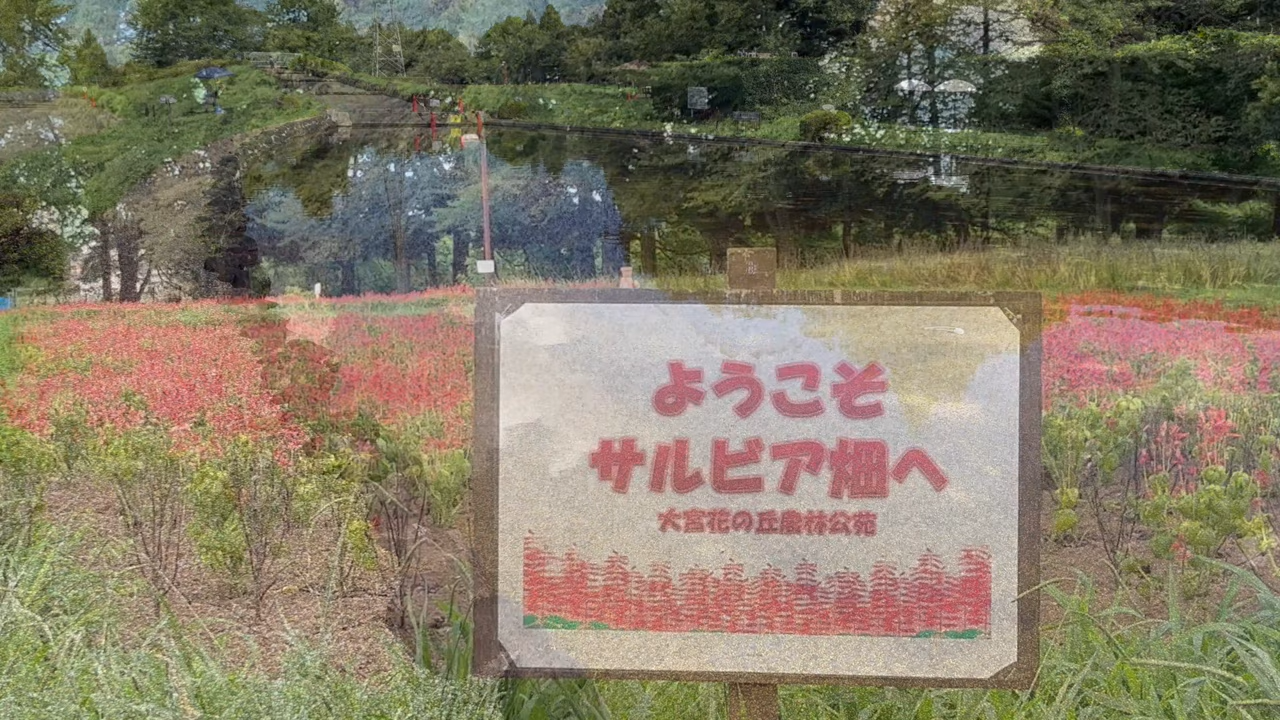 ようこそ
サルビア畑へ
大宮花の丘農林公苑